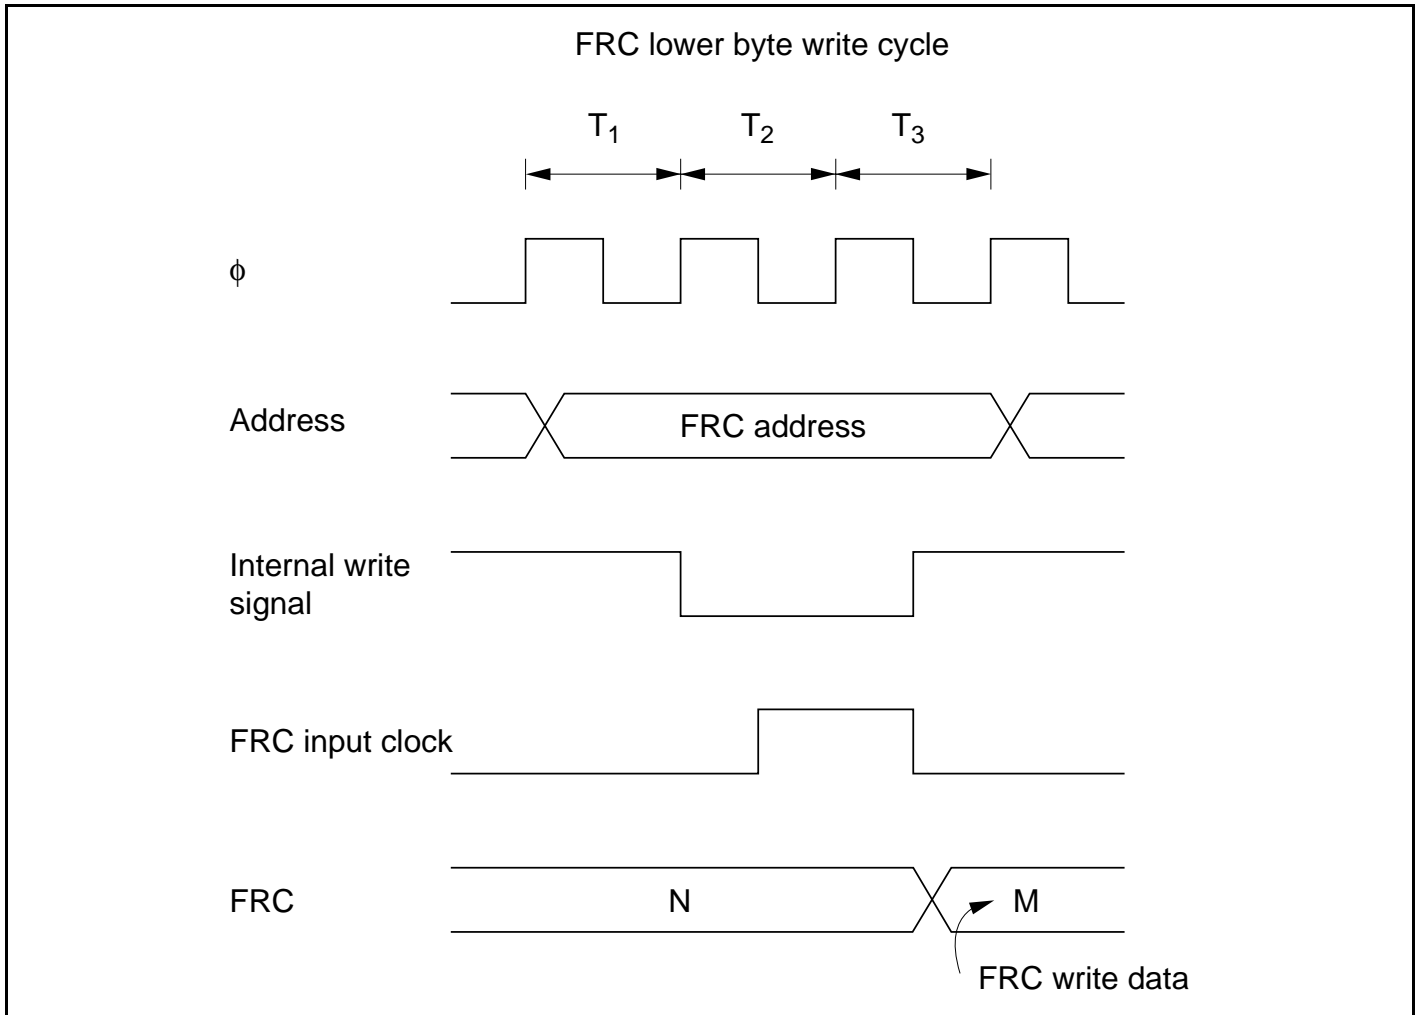 FRC lower byte write cycle
T1 T2 T3
ϕ
Address
FRC address
Internal write
signal
FRC input clock
FRC
N
M
FRC write data